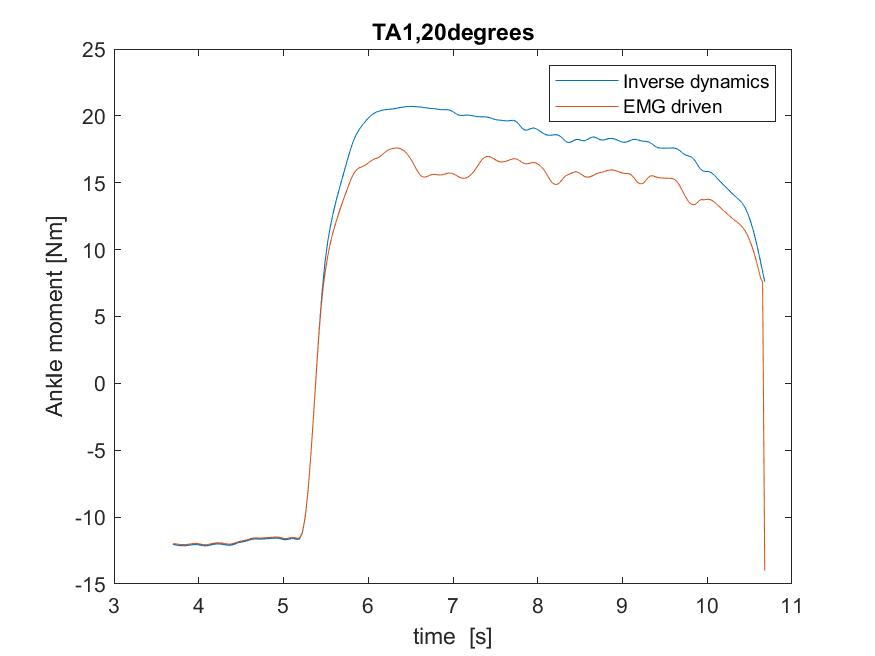 TA1,20degrees
25
20
15
10
5
0
-5
-10
-15
Ankle moment [Nm]
Inverse dynamics
EMG driven
3 4 5 6 7 8 9 10 11
time [s]